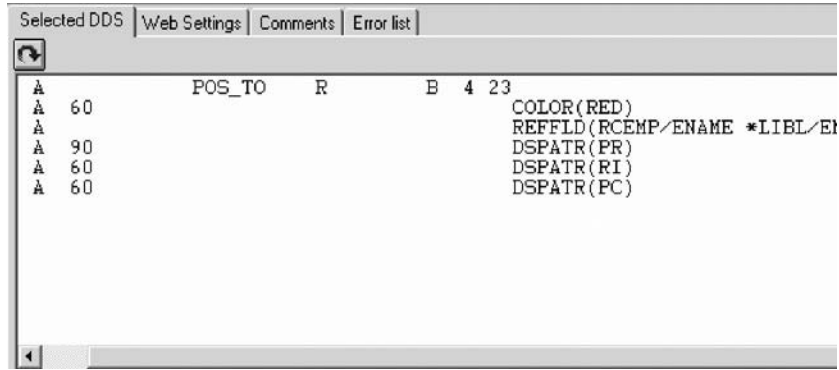 Selected DDS Web Settings Comments Error list
A POS_TO R B 4 23
A 60 COLOR(RED)
A REFFLD(RCEMP/ENAME *LIBL/
A 90 DSPATR(PR)
A 60 DSPATR(RI)
A 60 DSPATR(PC)